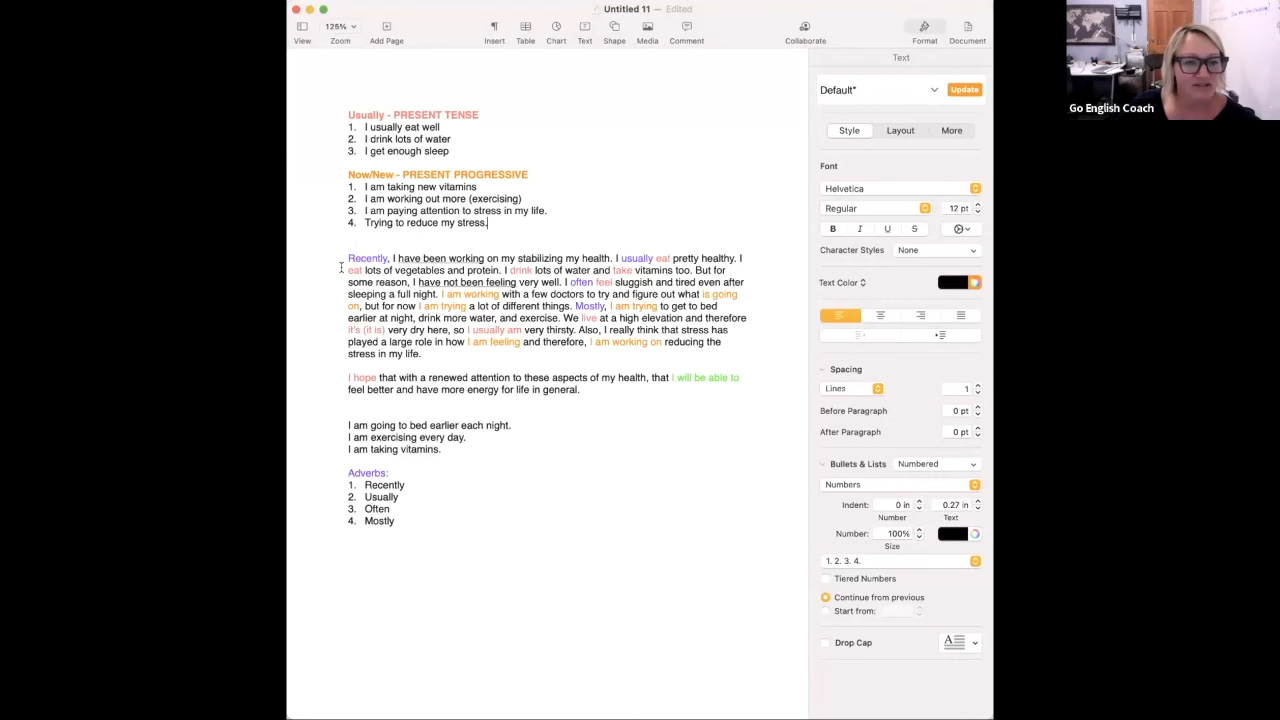 Untitled 11 — Edited
125%
View
Zoom
Add Page
Insert
Table
Chart
Text
Shape
Media
Comment
Collaborate
Format
Document
Usually - PRESENT TENSE
1. I usually eat well
2. I drink lots of water
3. I get enough sleep
Now/New - PRESENT PROGRESSIVE
1. I am taking new vitamins
2. I am working out more (exercising)
3. I am paying attention to stress in my life.
4. Trying to reduce my stress.
Recently, I have been working on my stabilizing my health. I usually eat pretty healthy. I
eat lots of vegetables and protein. I drink lots of water and take vitamins too. But for
some reason, I have not been feeling very well. I often feel sluggish and tired even after
sleeping a full night. I am working with a few doctors to try and figure out what is going
on, but for now I am trying a lot of different things. Mostly, I am trying to get to bed
earlier at night, drink more water, and exercise. We live at a high elevation and therefore
it's (it is) very dry here, so I usually am very thirsty. Also, I really think that stress has
played a large role in how I am feeling and therefore, I am working on reducing the
stress in my life.
I hope that with a renewed attention to these aspects of my health, that I will be able to
feel better and have more energy for life in general.
I am going to bed earlier each night.
I am exercising every day.
I am taking vitamins.
Adverbs:
1. Recently
2. Usually
3. Often
4. Mostly
Text
Default*
Update
Style
Layout
More
Font
Helvetica
Regular
12 pt
B I U S
Character Styles
None
Text Color
Spacing
Lines
1
Before Paragraph
0 pt
After Paragraph
0 pt
Bullets & Lists
Numbered
Numbers
Indent:
0 in
0.27 in
Number
Text
Number:
100%
Size
1. 2. 3. 4.
Tiered Numbers
Continue from previous
Start from:
Drop Cap
A
Go English Coach